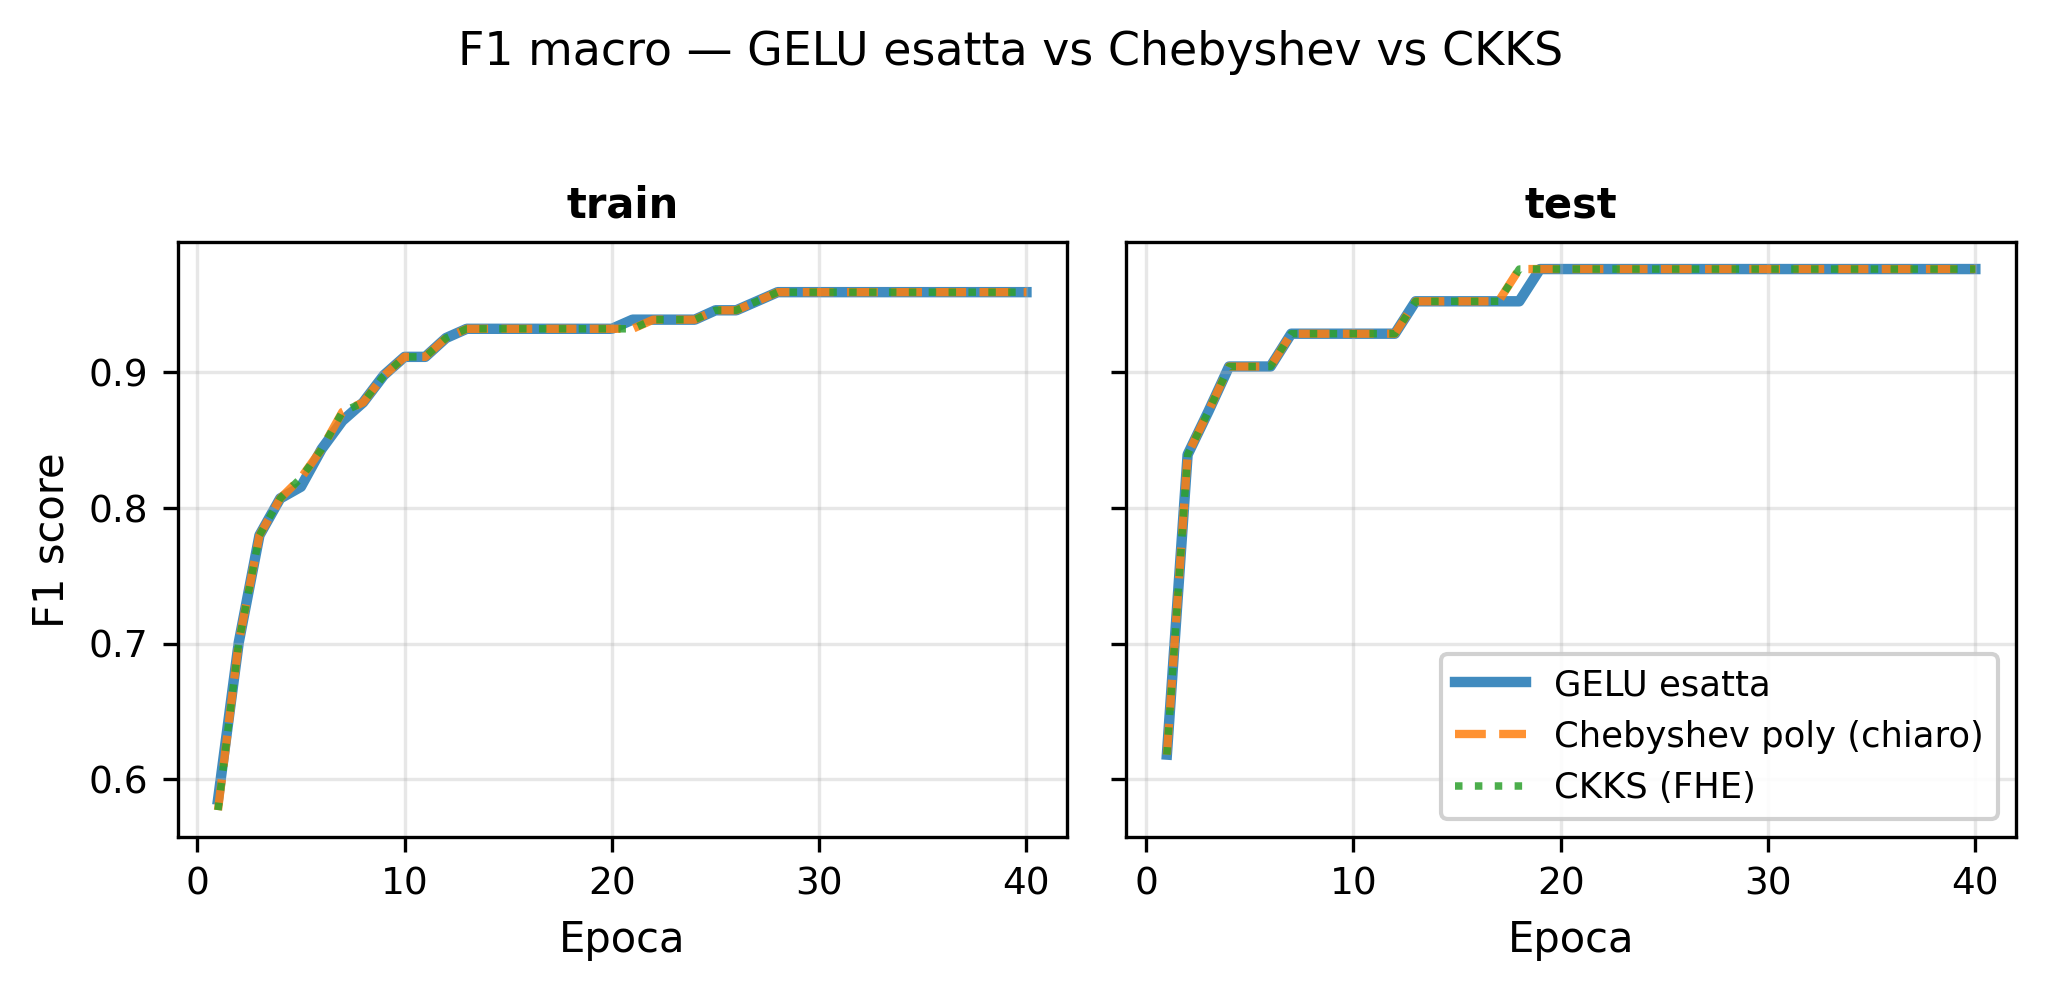 F1 macro — GELU esatta vs Chebyshev vs CKKS
train
test
F1 score
0.9
0.8
0.7
0.6
0 10 20 30 40
0 10 20 30 40
Epoca
Epoca
GELU esatta
Chebyshev poly (chiaro)
CKKS (FHE)